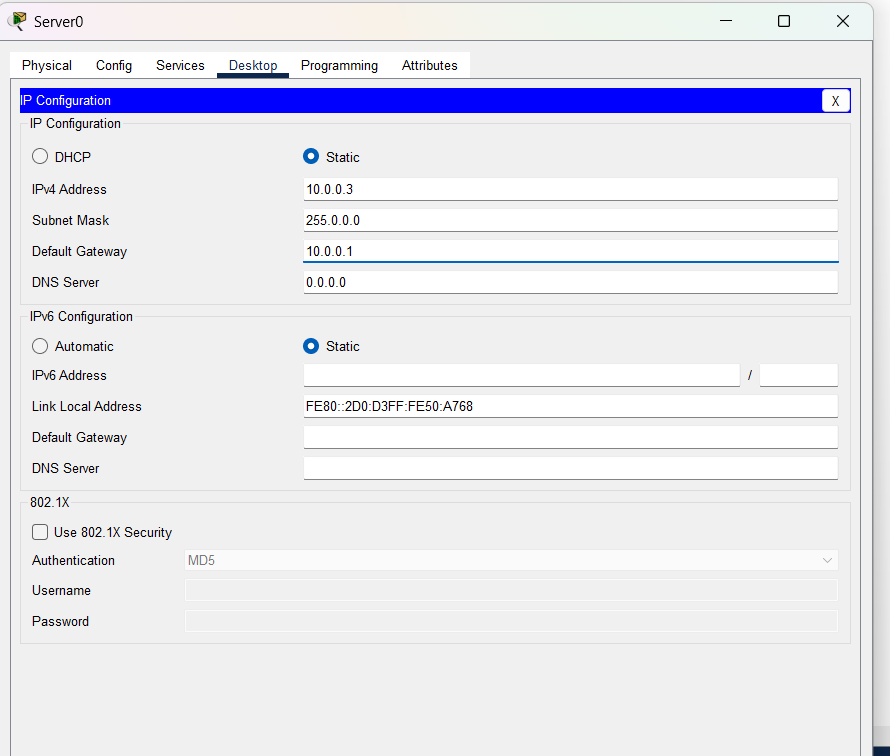 Server0
Physical Config Services Desktop Programming Attributes
IP Configuration X
IP Configuration
DHCP Static
IPv4 Address 10.0.0.3
Subnet Mask 255.0.0.0
Default Gateway 10.0.0.1
DNS Server 0.0.0.0
IPv6 Configuration
Automatic Static
IPv6 Address /
Link Local Address FE80::2D0:D3FF:FE50:A768
Default Gateway
DNS Server
802.1X
Use 802.1X Security
Authentication MD5
Username
Password